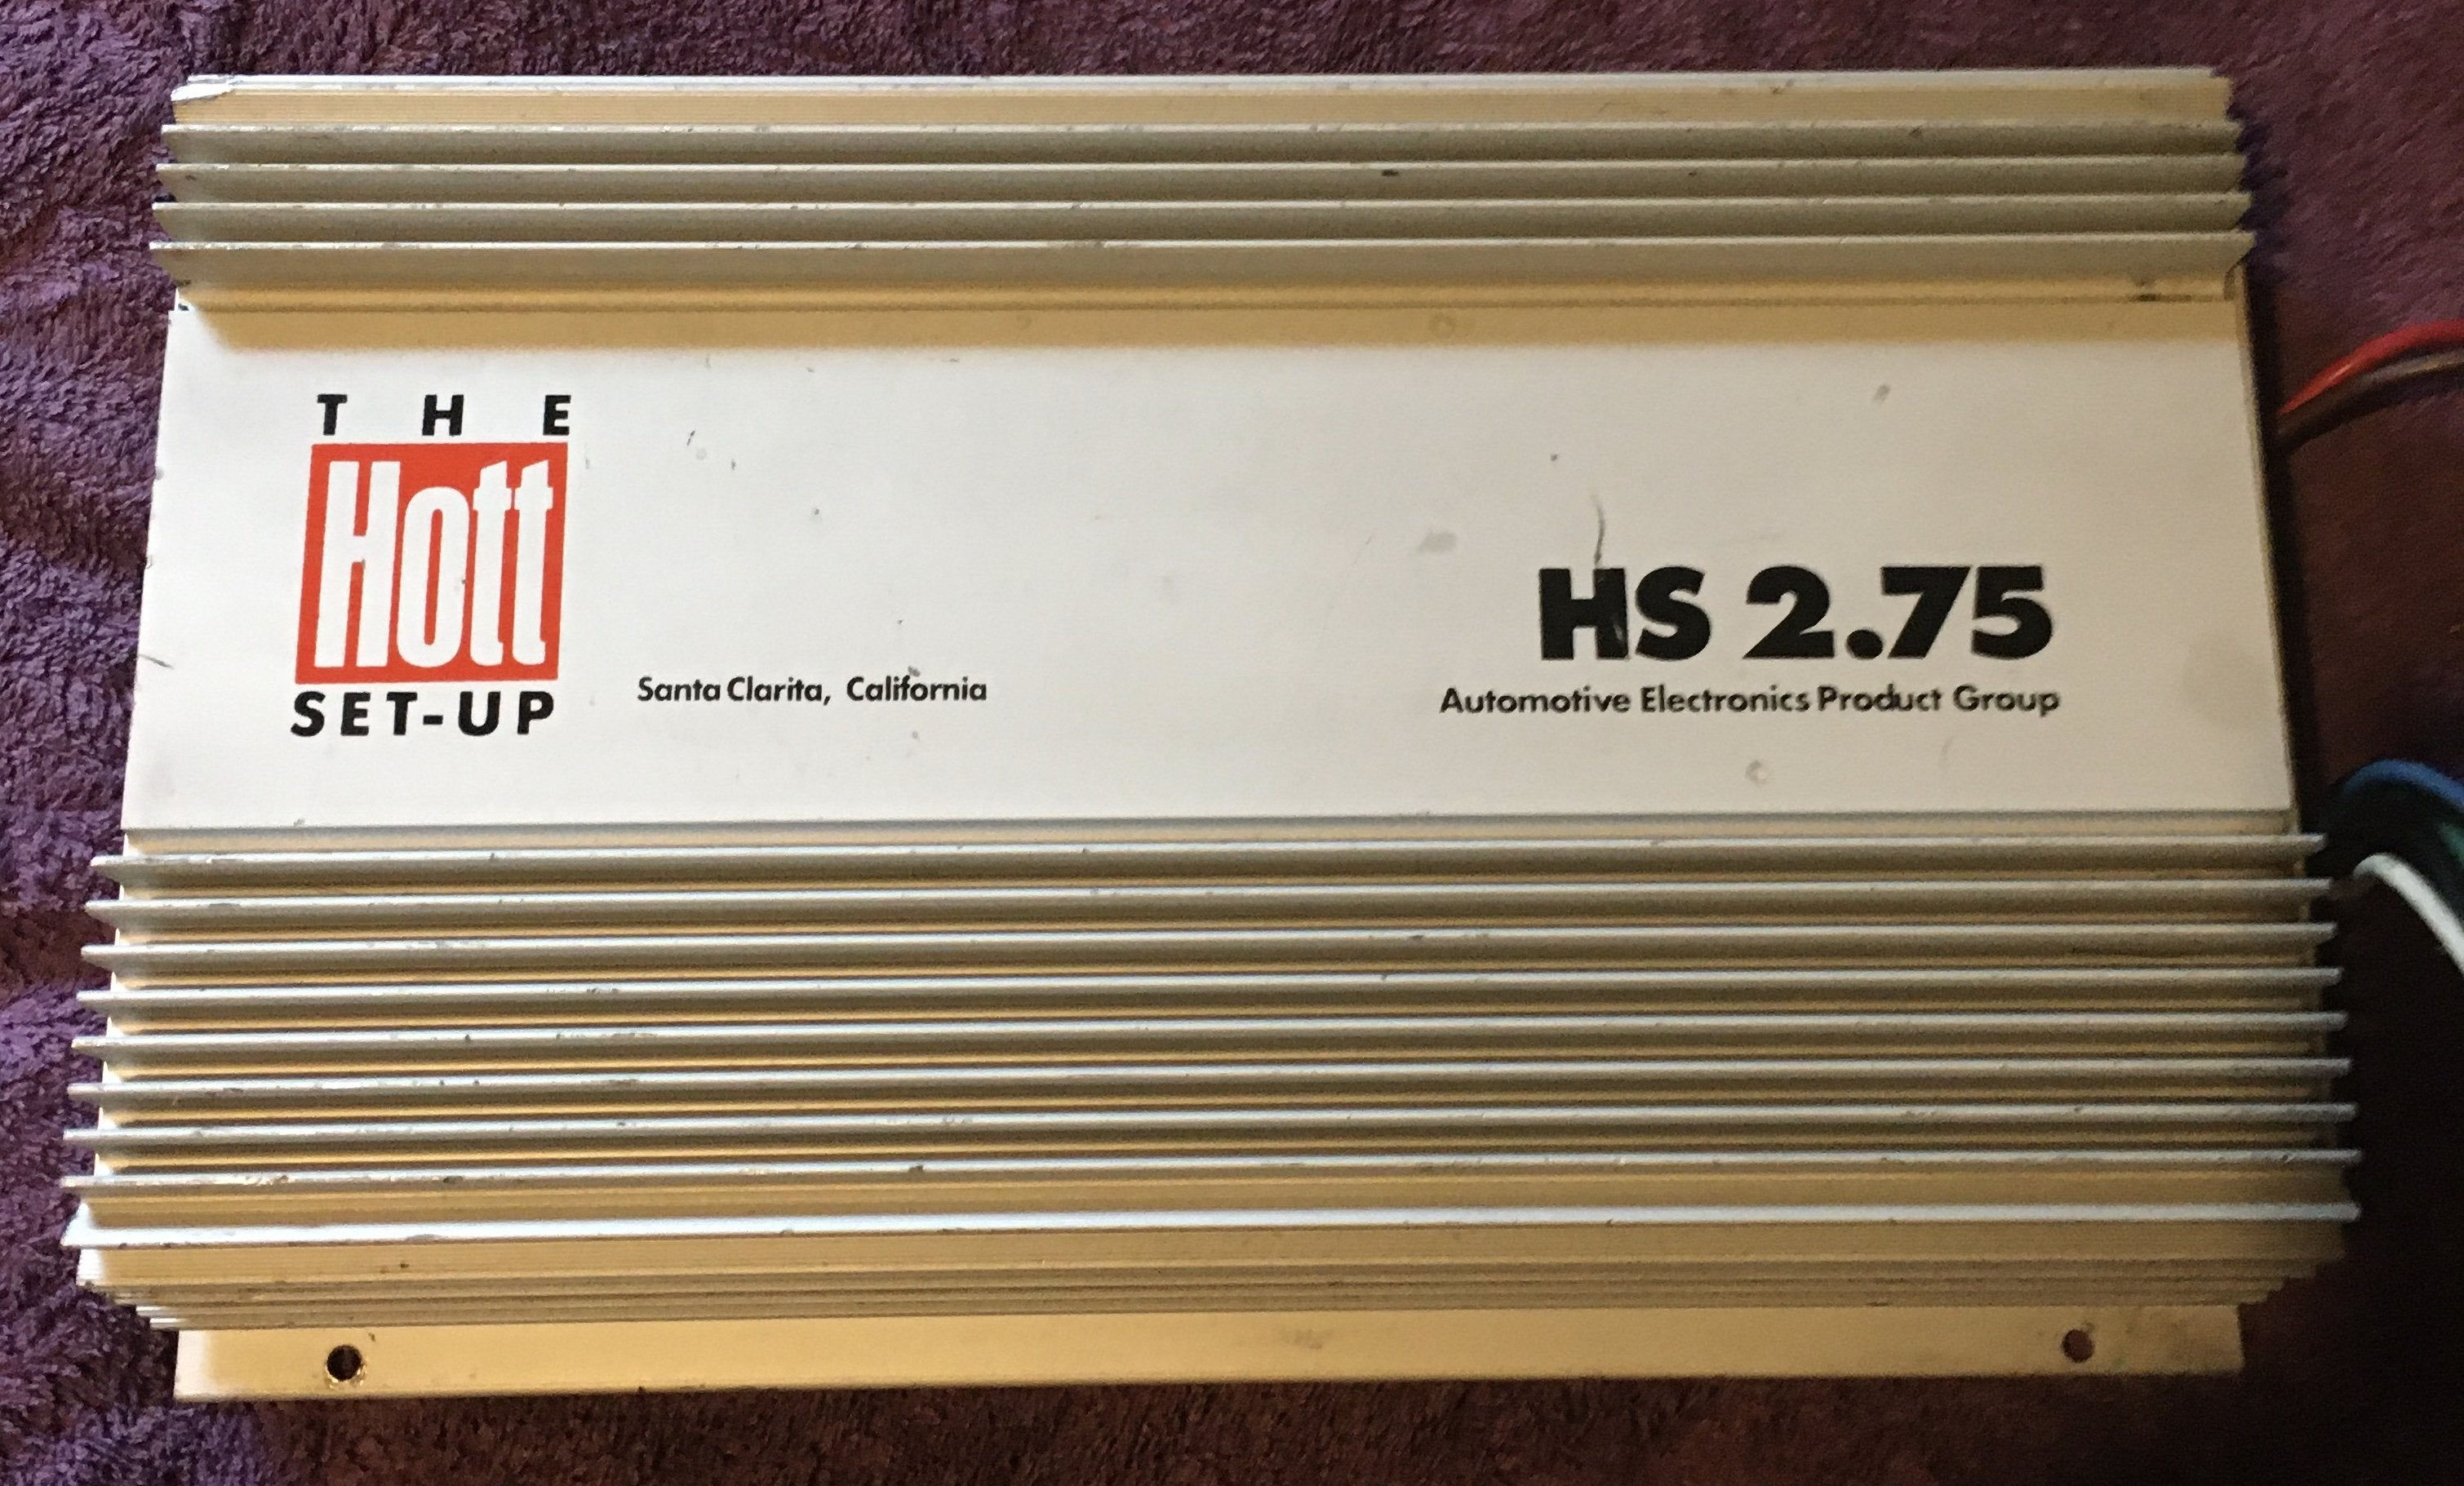 THE
Hott
SET-UP
Santa Clarita, California
HS 2.75
Automotive Electronics Product Group